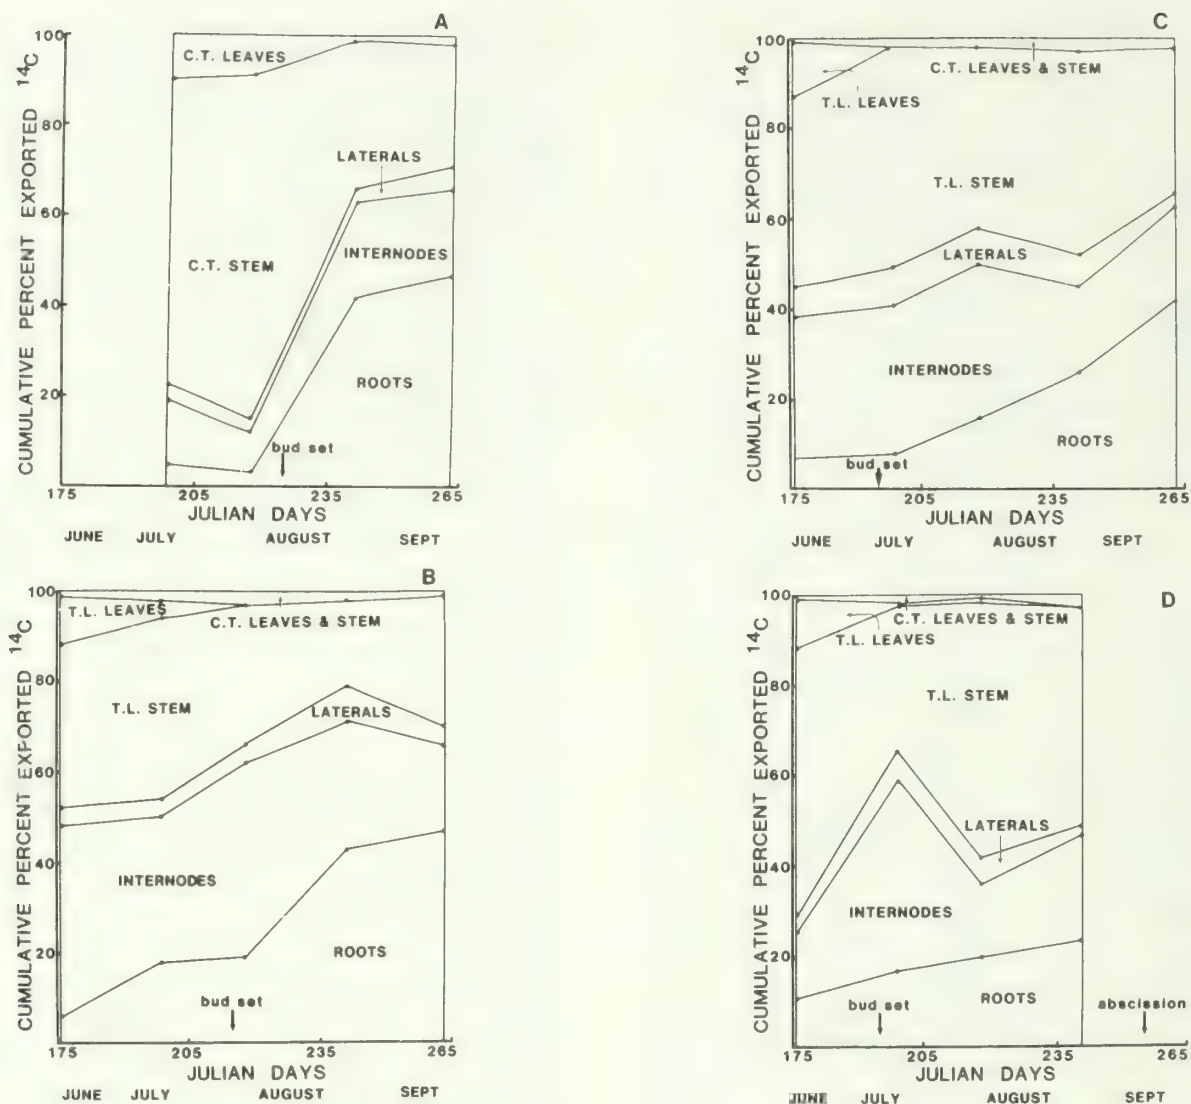 A
CUMULATIVE PERCENT EXPORTED 14C
100
80
60
40
20
C.T. LEAVES
LATERALS
C.T. STEM
INTERNODES
ROOTS
bud set
175 205 235 265
JULIAN DAYS
JUNE JULY AUGUST SEPT
B
CUMULATIVE PERCENT EXPORTED 14C
100
80
60
40
20
T.L. LEAVES
C.T. LEAVES & STEM
T.L. STEM
LATERALS
INTERNODES
ROOTS
bud set
175 205 235 265
JULIAN DAYS
JUNE JULY AUGUST SEPT
C
CUMULATIVE PERCENT EXPORTED 14C
100
80
60
40
20
C.T. LEAVES & STEM
T.L. LEAVES
T.L. STEM
LATERALS
INTERNODES
ROOTS
bud set
175 205 235 265
JULIAN DAYS
JUNE JULY AUGUST SEPT
D
CUMULATIVE PERCENT EXPORTED 14C
100
80
60
40
20
C.T. LEAVES & STEM
T.L. LEAVES
T.L. STEM
LATERALS
INTERNODES
ROOTS
bud set
abscission
175 205 235 265
JULIAN DAYS
JUNE JULY AUGUST SEPT